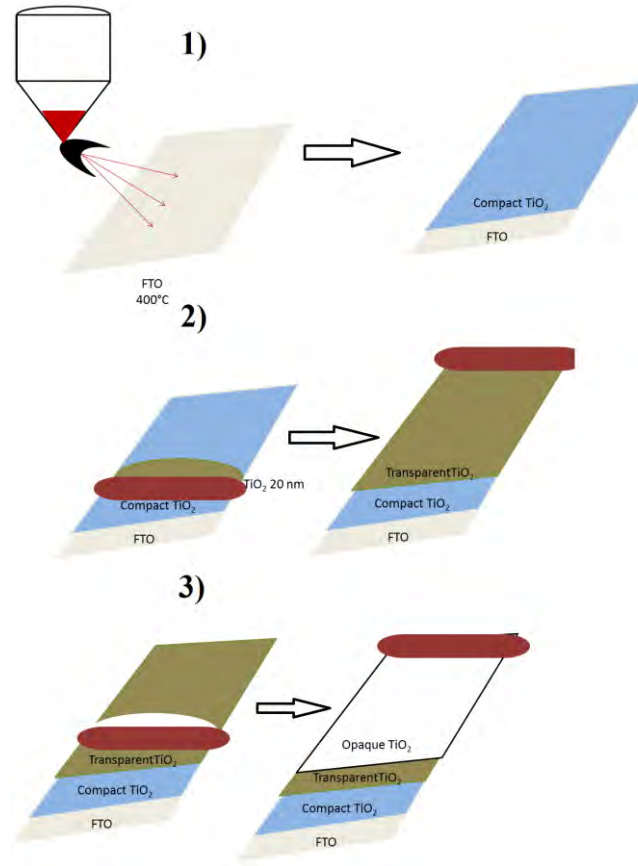 1)
Compact TiO₂
FTO
FTO
400°C
2)
TiO₂ 20 nm
Compact TiO₂
FTO
TransparentTiO₂
Compact TiO₂
FTO
3)
TransparentTiO₂
Compact TiO₂
FTO
Opaque TiO₂
TransparentTiO₂
Compact TiO₂
FTO